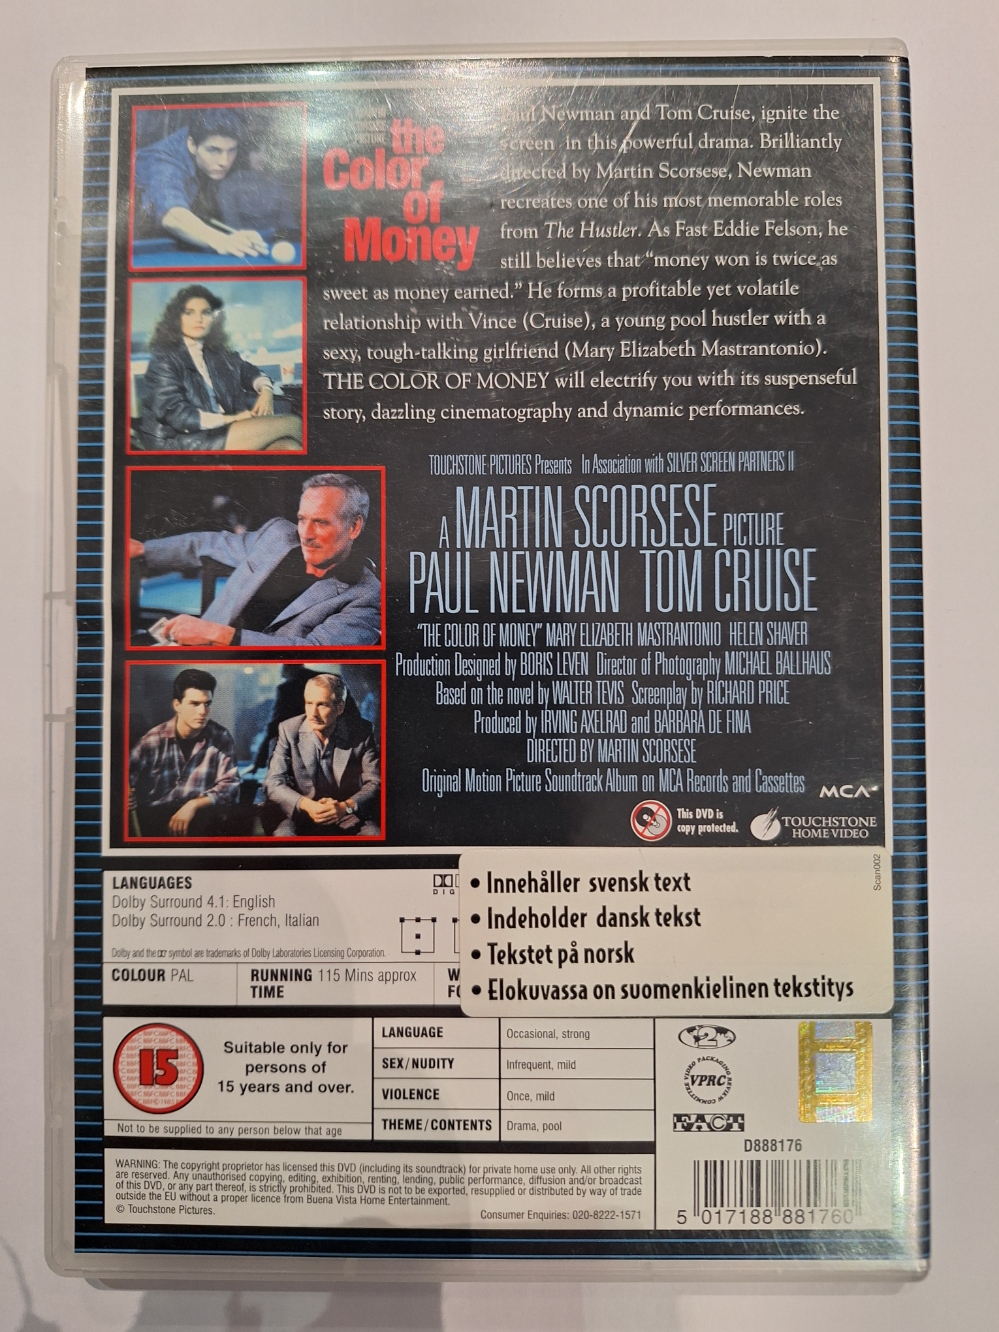 the
Color
of
Money
Paul Newman and Tom Cruise, ignite the
screen in this powerful drama. Brilliantly
directed by Martin Scorsese, Newman
recreates one of his most memorable roles
from The Hustler. As Fast Eddie Felson, he
still believes that “money won is twice as
sweet as money earned.” He forms a profitable yet volatile
relationship with Vince (Cruise), a young pool hustler with a
sexy, tough-talking girlfriend (Mary Elizabeth Mastrantonio).
THE COLOR OF MONEY will electrify you with its suspenseful
story, dazzling cinematography and dynamic performances.
TOUCHSTONE PICTURES Presents In Association with SILVER SCREEN PARTNERS II
A MARTIN SCORSESE PICTURE
PAUL NEWMAN TOM CRUISE
“THE COLOR OF MONEY” MARY ELIZABETH MASTRANTONIO HELEN SHAVER
Production Designed by BORIS LEVEN Director of Photography MICHAEL BALLHAUS
Based on the novel by WALTER TEVIS Screenplay by RICHARD PRICE
Produced by IRVING AXELRAD and BARBARA DE FINA
DIRECTED BY MARTIN SCORSESE
Original Motion Picture Soundtrack Album on MCA Records and Cassettes
MCA
This DVD is
copy protected.
TOUCHSTONE
HOME VIDEO
Scan002
• Innehåller svensk text
• Indeholder dansk tekst
• Tekstet på norsk
• Elokuvassa on suomenkielinen tekstitys
LANGUAGES
Dolby Surround 4.1: English
Dolby Surround 2.0 : French, Italian
Dolby and the symbol are trademarks of Dolby Laboratories Licensing Corporation.
COLOUR PAL
RUNNING 115 Mins approx
TIME
15
Suitable only for
persons of
15 years and over.
Not to be supplied to any person below that age
LANGUAGE Occasional, strong
SEX/NUDITY Infrequent, mild
VIOLENCE Once, mild
THEME/CONTENTS Drama, pool
2
VIDEO PACKAGING REVIEW COMMITTEE
VPRC
FACT
D888176
5 017188 881760
WARNING: The copyright proprietor has licensed this DVD (including its soundtrack) for private home use only. All other rights
are reserved. Any unauthorised copying, editing, exhibition, renting, lending, public performance, diffusion and/or broadcast
of this DVD, or any part thereof, is strictly prohibited. This DVD is not to be exported, resupplied or distributed by way of trade
outside the EU without a proper licence from Buena Vista Home Entertainment.
© Touchstone Pictures.
Consumer Enquiries: 020-8222-1571